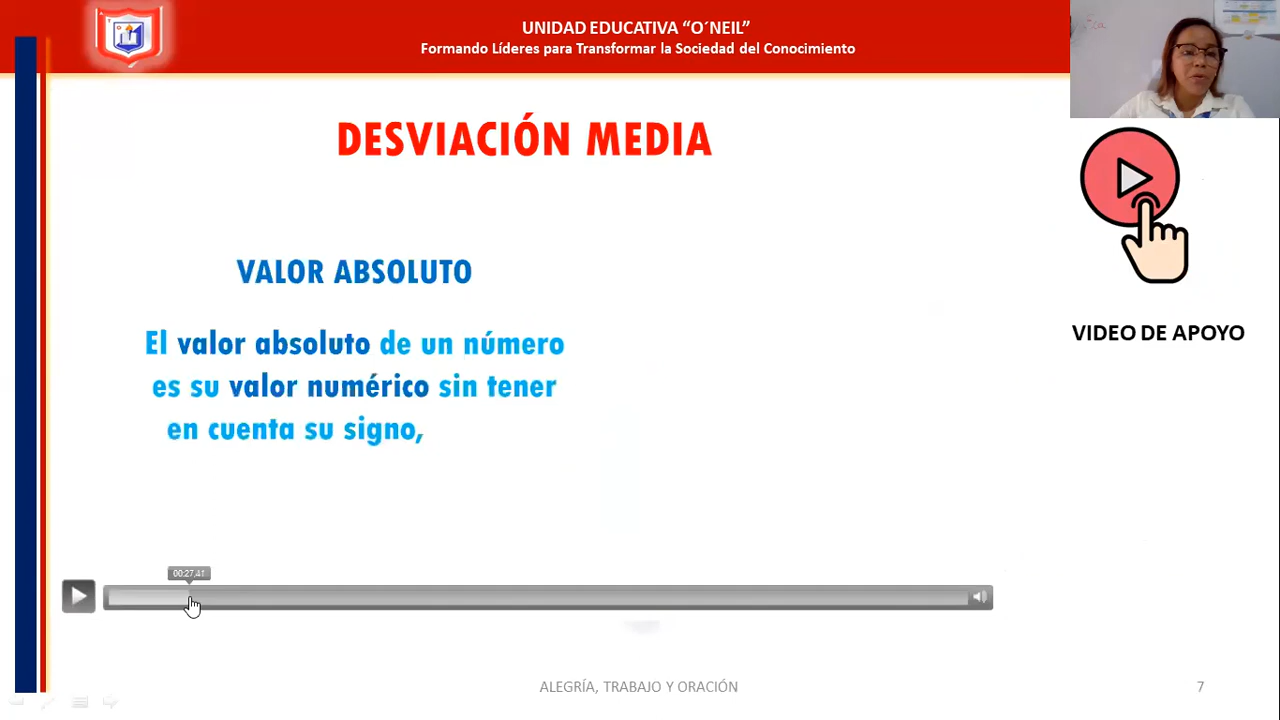 UNIDAD EDUCATIVA “O´NEIL”
Formando Líderes para Transformar la Sociedad del Conocimiento
DESVIACIÓN MEDIA
VALOR ABSOLUTO
El valor absoluto de un número
es su valor numérico sin tener
en cuenta su signo,
VIDEO DE APOYO
00:27,41
ALEGRÍA, TRABAJO Y ORACIÓN
7